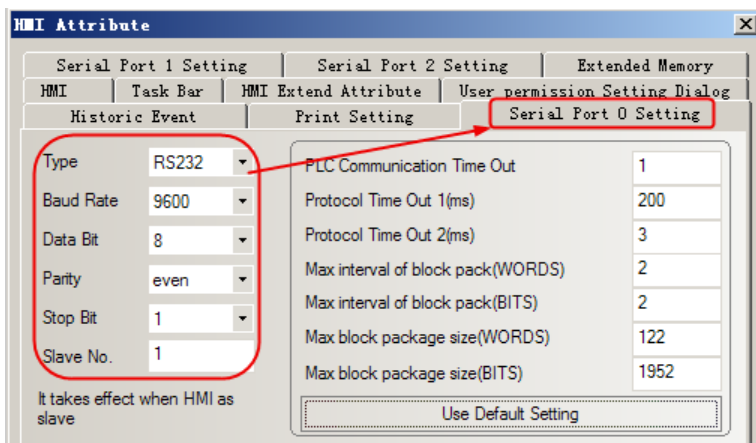 HMI Attribute
Serial Port 1 Setting Serial Port 2 Setting Extended Memory
HMI Task Bar HMI Extend Attribute User permission Setting Dialog
Historic Event Print Setting Serial Port 0 Setting
Type RS232
Baud Rate 9600
Data Bit 8
Parity even
Stop Bit 1
Slave No. 1
It takes effect when HMI as
slave
PLC Communication Time Out 1
Protocol Time Out 1(ms) 200
Protocol Time Out 2(ms) 3
Max interval of block pack(WORDS) 2
Max interval of block pack(BITS) 2
Max block package size(WORDS) 122
Max block package size(BITS) 1952
Use Default Setting